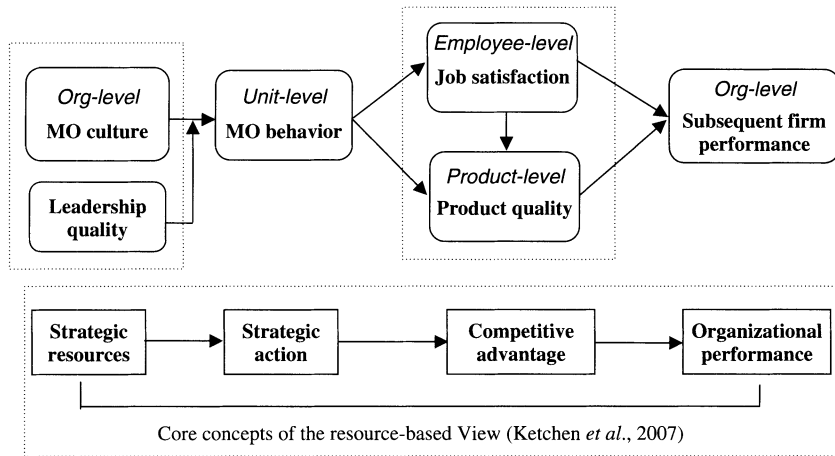 Org-level
MO culture
Leadership
quality
Unit-level
MO behavior
Employee-level
Job satisfaction
Product-level
Product quality
Org-level
Subsequent firm
performance
Strategic
resources
Strategic
action
Competitive
advantage
Organizational
performance
Core concepts of the resource-based View (Ketchen et al., 2007)